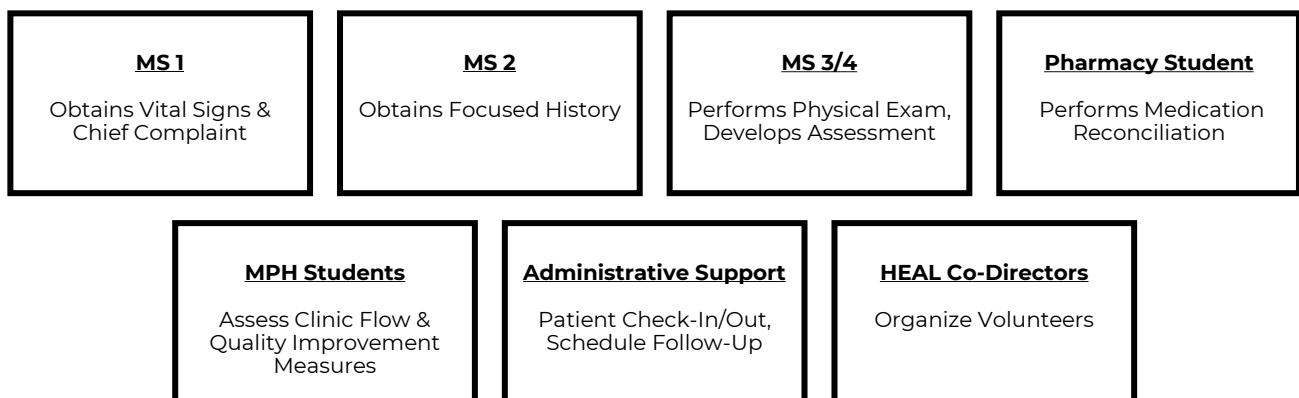 MS 1
Obtains Vital Signs &
Chief Complaint
MS 2
Obtains Focused History
MS 3/4
Performs Physical Exam,
Develops Assessment
Pharmacy Student
Performs Medication
Reconciliation
MPH Students
Assess Clinic Flow &
Quality Improvement
Measures
Administrative Support
Patient Check-In/Out,
Schedule Follow-Up
HEAL Co-Directors
Organize Volunteers